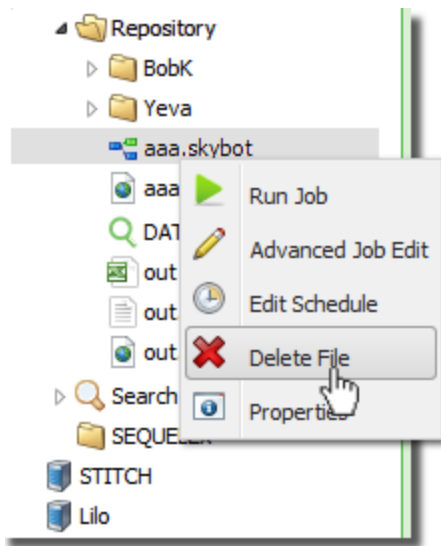 Repository
BobK
Yeva
aaa.skybot
aaa
Run Job
DAT
Advanced Job Edit
out
Edit Schedule
out
out
Delete File
Search
Properties
STITCH
Lilo